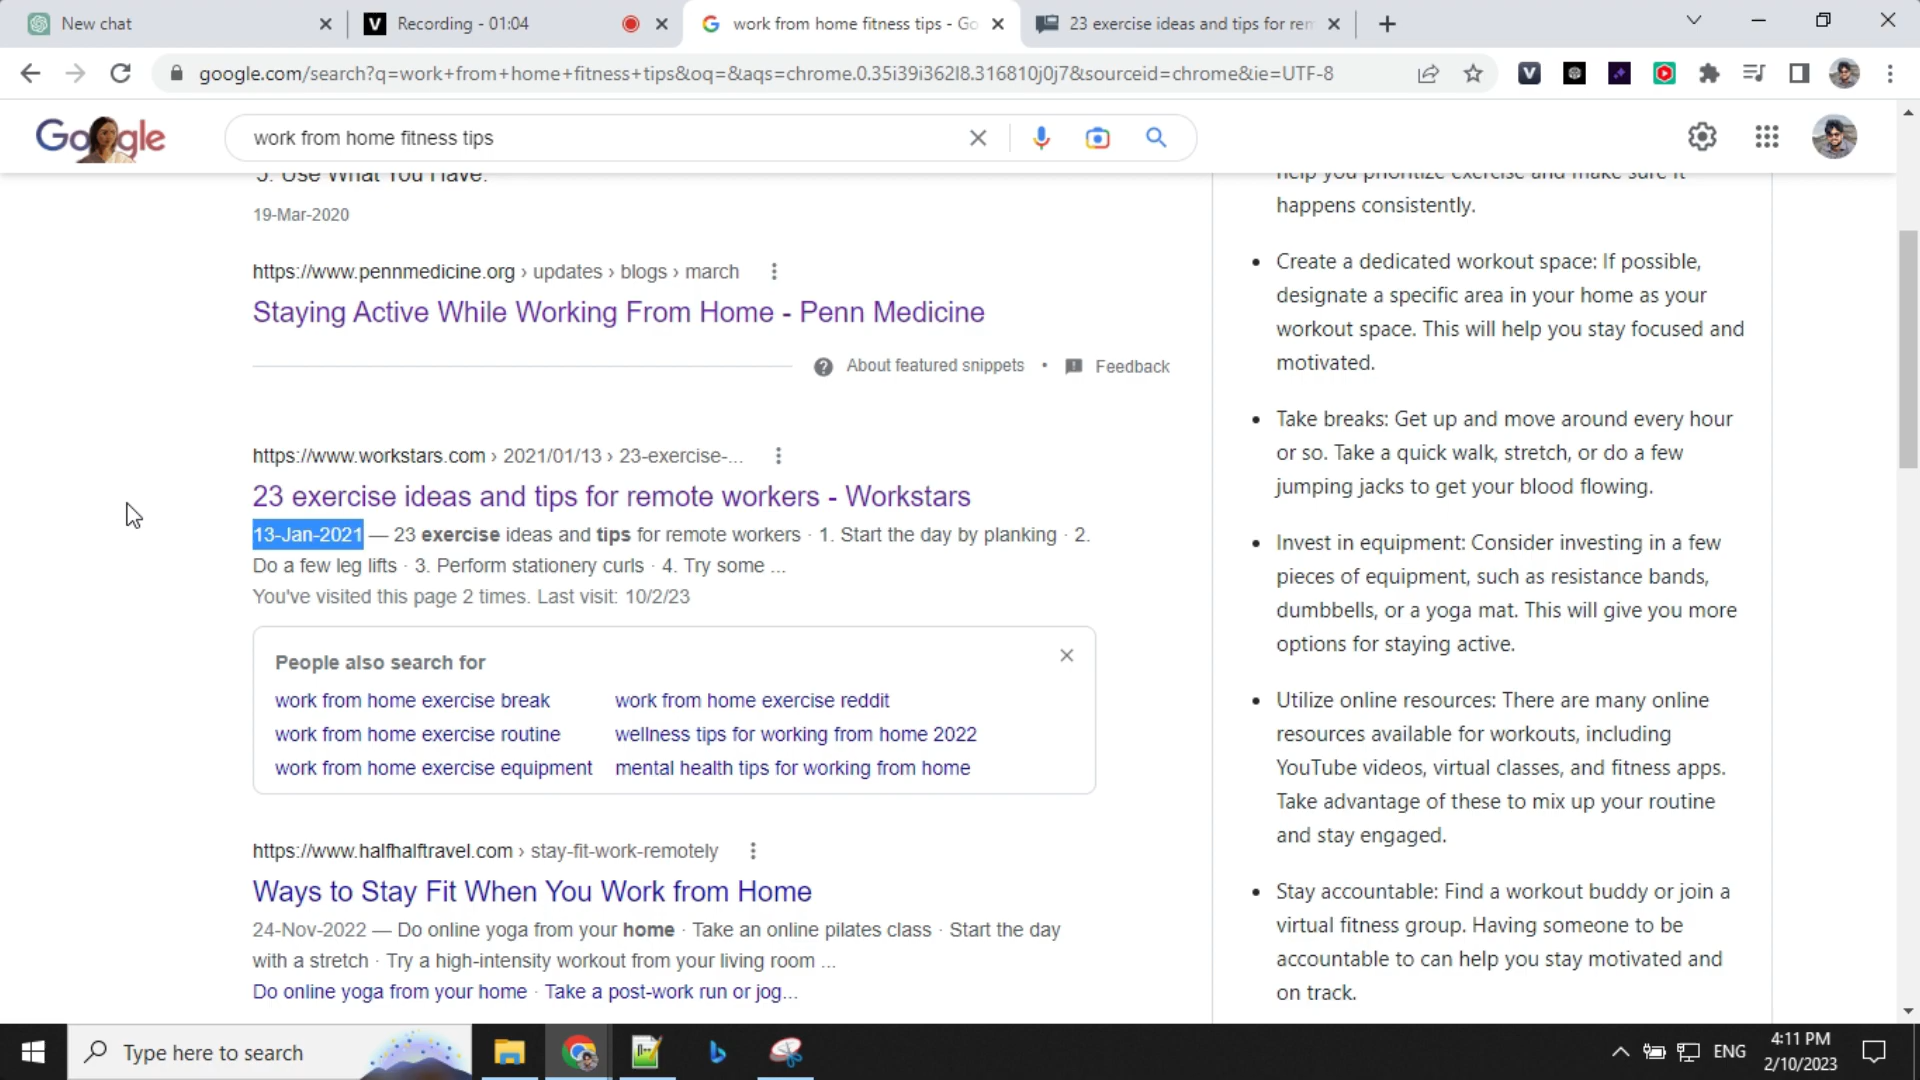 New chat
Recording - 01:04
work from home fitness tips - Go
23 exercise ideas and tips for rem
google.com/search?q=work+from+home+fitness+tips&oq=&aqs=chrome.0.35i39i362l8.316810j0j7&sourceid=chrome&ie=UTF-8
Google
work from home fitness tips
5. Use What You Have.
19-Mar-2020
https://www.pennmedicine.org › updates › blogs › march
Staying Active While Working From Home - Penn Medicine
About featured snippets • Feedback
https://www.workstars.com › 2021/01/13 › 23-exercise-...
23 exercise ideas and tips for remote workers - Workstars
13-Jan-2021 — 23 exercise ideas and tips for remote workers · 1. Start the day by planking · 2.
Do a few leg lifts · 3. Perform stationery curls · 4. Try some ...
You've visited this page 2 times. Last visit: 10/2/23
People also search for
work from home exercise break
work from home exercise reddit
work from home exercise routine
wellness tips for working from home 2022
work from home exercise equipment
mental health tips for working from home
https://www.halfhalftravel.com › stay-fit-work-remotely
Ways to Stay Fit When You Work from Home
24-Nov-2022 — Do online yoga from your home · Take an online pilates class · Start the day
with a stretch · Try a high-intensity workout from your living room ...
Do online yoga from your home · Take a post-work run or jog...
help you prioritize exercise and make sure it
happens consistently.
• Create a dedicated workout space: If possible,
designate a specific area in your home as your
workout space. This will help you stay focused and
motivated.
• Take breaks: Get up and move around every hour
or so. Take a quick walk, stretch, or do a few
jumping jacks to get your blood flowing.
• Invest in equipment: Consider investing in a few
pieces of equipment, such as resistance bands,
dumbbells, or a yoga mat. This will give you more
options for staying active.
• Utilize online resources: There are many online
resources available for workouts, including
YouTube videos, virtual classes, and fitness apps.
Take advantage of these to mix up your routine
and stay engaged.
• Stay accountable: Find a workout buddy or join a
virtual fitness group. Having someone to be
accountable to can help you stay motivated and
on track.
Type here to search
ENG
4:11 PM
2/10/2023